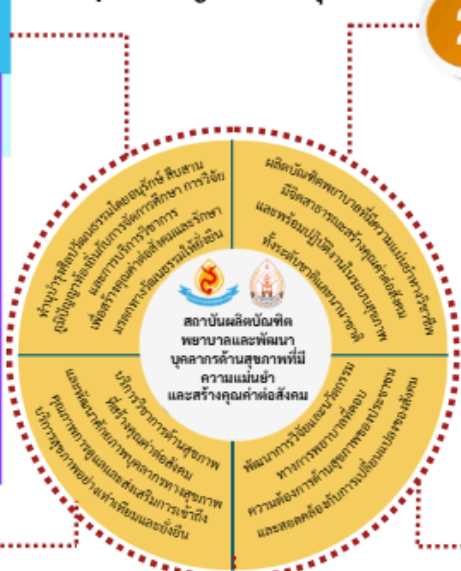 2
ผลิตบัณฑิตพยาบาลที่มีความแม่นยำทางวิชาชีพ
มีจิตสาธารณะสร้างคุณค่าต่อสังคม
และพร้อมปฏิบัติงานในระบบสุขภาพ
ทั้งระดับชาติและนานาชาติ
ทำนุบำรุงศิลปวัฒนธรรมโดยอนุรักษ์ สืบสาน
ภูมิปัญญาท้องถิ่นกับการจัดการศึกษา การวิจัย
และการบริการวิชาการ
เพื่อสร้างคุณค่าต่อสังคมและรักษา
มรดกทางวัฒนธรรมให้ยั่งยืน
สถาบันผลิตบัณฑิต
พยาบาลและพัฒนา
บุคลากรด้านสุขภาพที่มี
ความแม่นยำ
และสร้างคุณค่าต่อสังคม
บริการวิชาการด้านสุขภาพ
ที่สร้างคุณค่าต่อสังคม
และพัฒนาศักยภาพบุคลากรทางสุขภาพ
คุณภาพการดูแลและส่งเสริมการเข้าถึง
บริการสุขภาพอย่างเท่าเทียมและยั่งยืน
พัฒนาการวิจัยและนวัตกรรม
ทางการพยาบาลที่ตอบ
ความต้องการด้านสุขภาพของประชาชน
และสอดคล้องกับการเปลี่ยนแปลงของสังคม